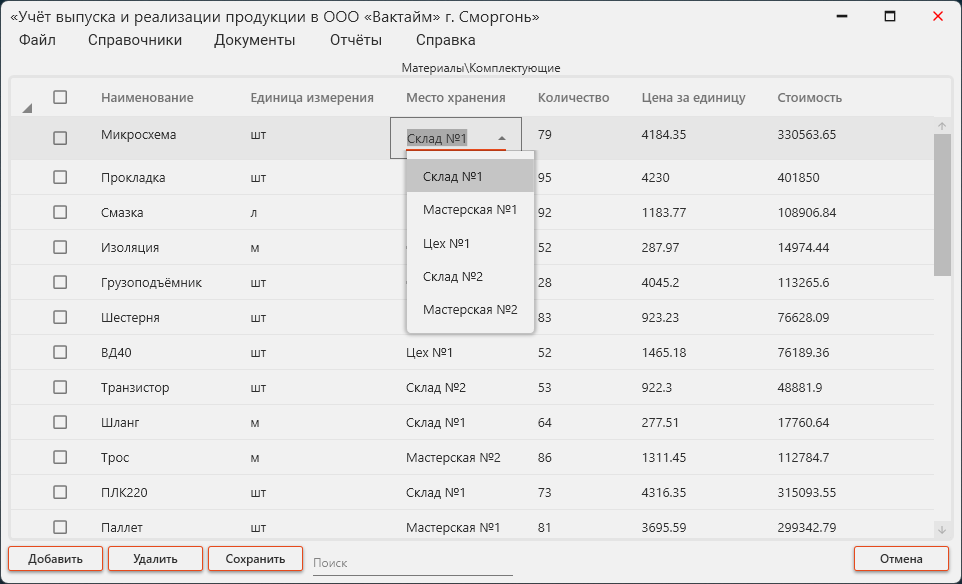 «Учёт выпуска и реализации продукции в ООО «Вактайм» г. Сморгонь»
Файл Справочники Документы Отчёты Справка
Материалы\Комплектующие
Наименование Единица измерения Место хранения Количество Цена за единицу Стоимость
Микросхема шт Склад №1 79 4184.35 330563.65
Прокладка шт Склад №1 95 4230 401850
Смазка л Мастерская №1 92 1183.77 108906.84
Изоляция м Цех №1 52 287.97 14974.44
Грузоподъёмник шт Склад №2 28 4045.2 113265.6
Шестерня шт Мастерская №2 83 923.23 76628.09
ВД40 шт Цех №1 52 1465.18 76189.36
Транзистор шт Склад №2 53 922.3 48881.9
Шланг м Склад №1 64 277.51 17760.64
Трос м Мастерская №2 86 1311.45 112784.7
ПЛК220 шт Склад №1 73 4316.35 315093.55
Паллет шт Мастерская №1 81 3695.59 299342.79
Добавить Удалить Сохранить Поиск Отмена